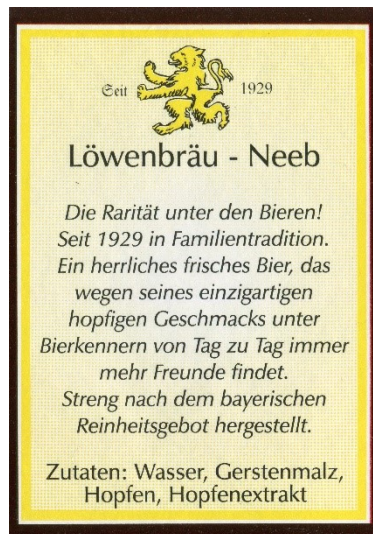 Seit 1929
Löwenbräu - Neeb
Die Rarität unter den Bieren!
Seit 1929 in Familientradition.
Ein herrliches frisches Bier, das
wegen seines einzigartigen
hopfigen Geschmacks unter
Bierkennern von Tag zu Tag immer
mehr Freunde findet.
Streng nach dem bayerischen
Reinheitsgebot hergestellt.
Zutaten: Wasser, Gerstenmalz,
Hopfen, Hopfenextrakt